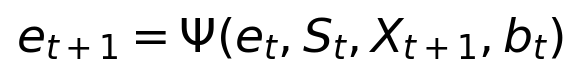 e_{t+1} = Ψ(e_t, S_t, X_{t+1}, b_t)